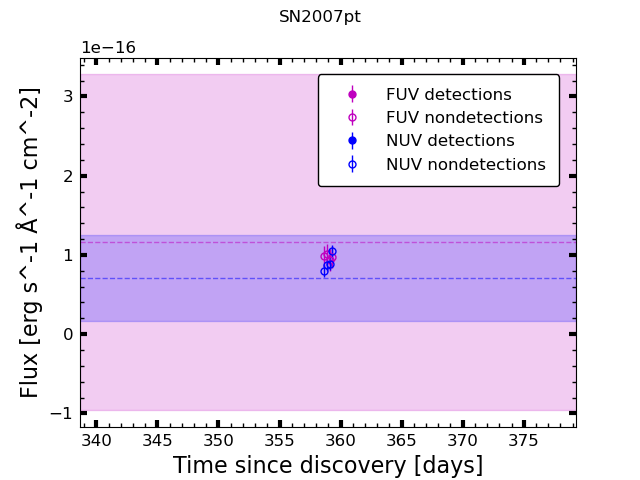 SN2007pt
1e−16
FUV detections
FUV nondetections
NUV detections
NUV nondetections
3
2
1
0
−1
340 345 350 355 360 365 370 375
Time since discovery [days]
Flux [erg s^-1 Å^-1 cm^-2]